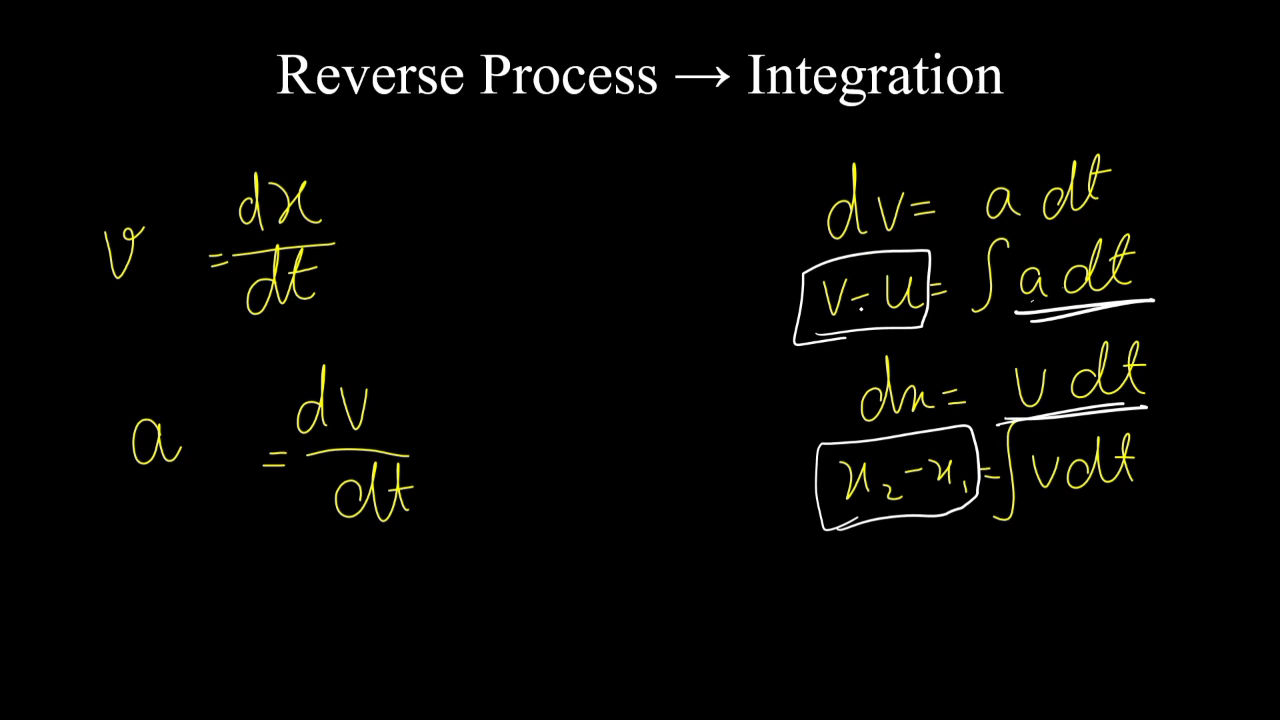 Reverse Process → Integration
v = dx/dt
a = dv/dt
dv = a dt
v - u = ∫ a dt
dx = v dt
x₂ - x₁ = ∫ v dt